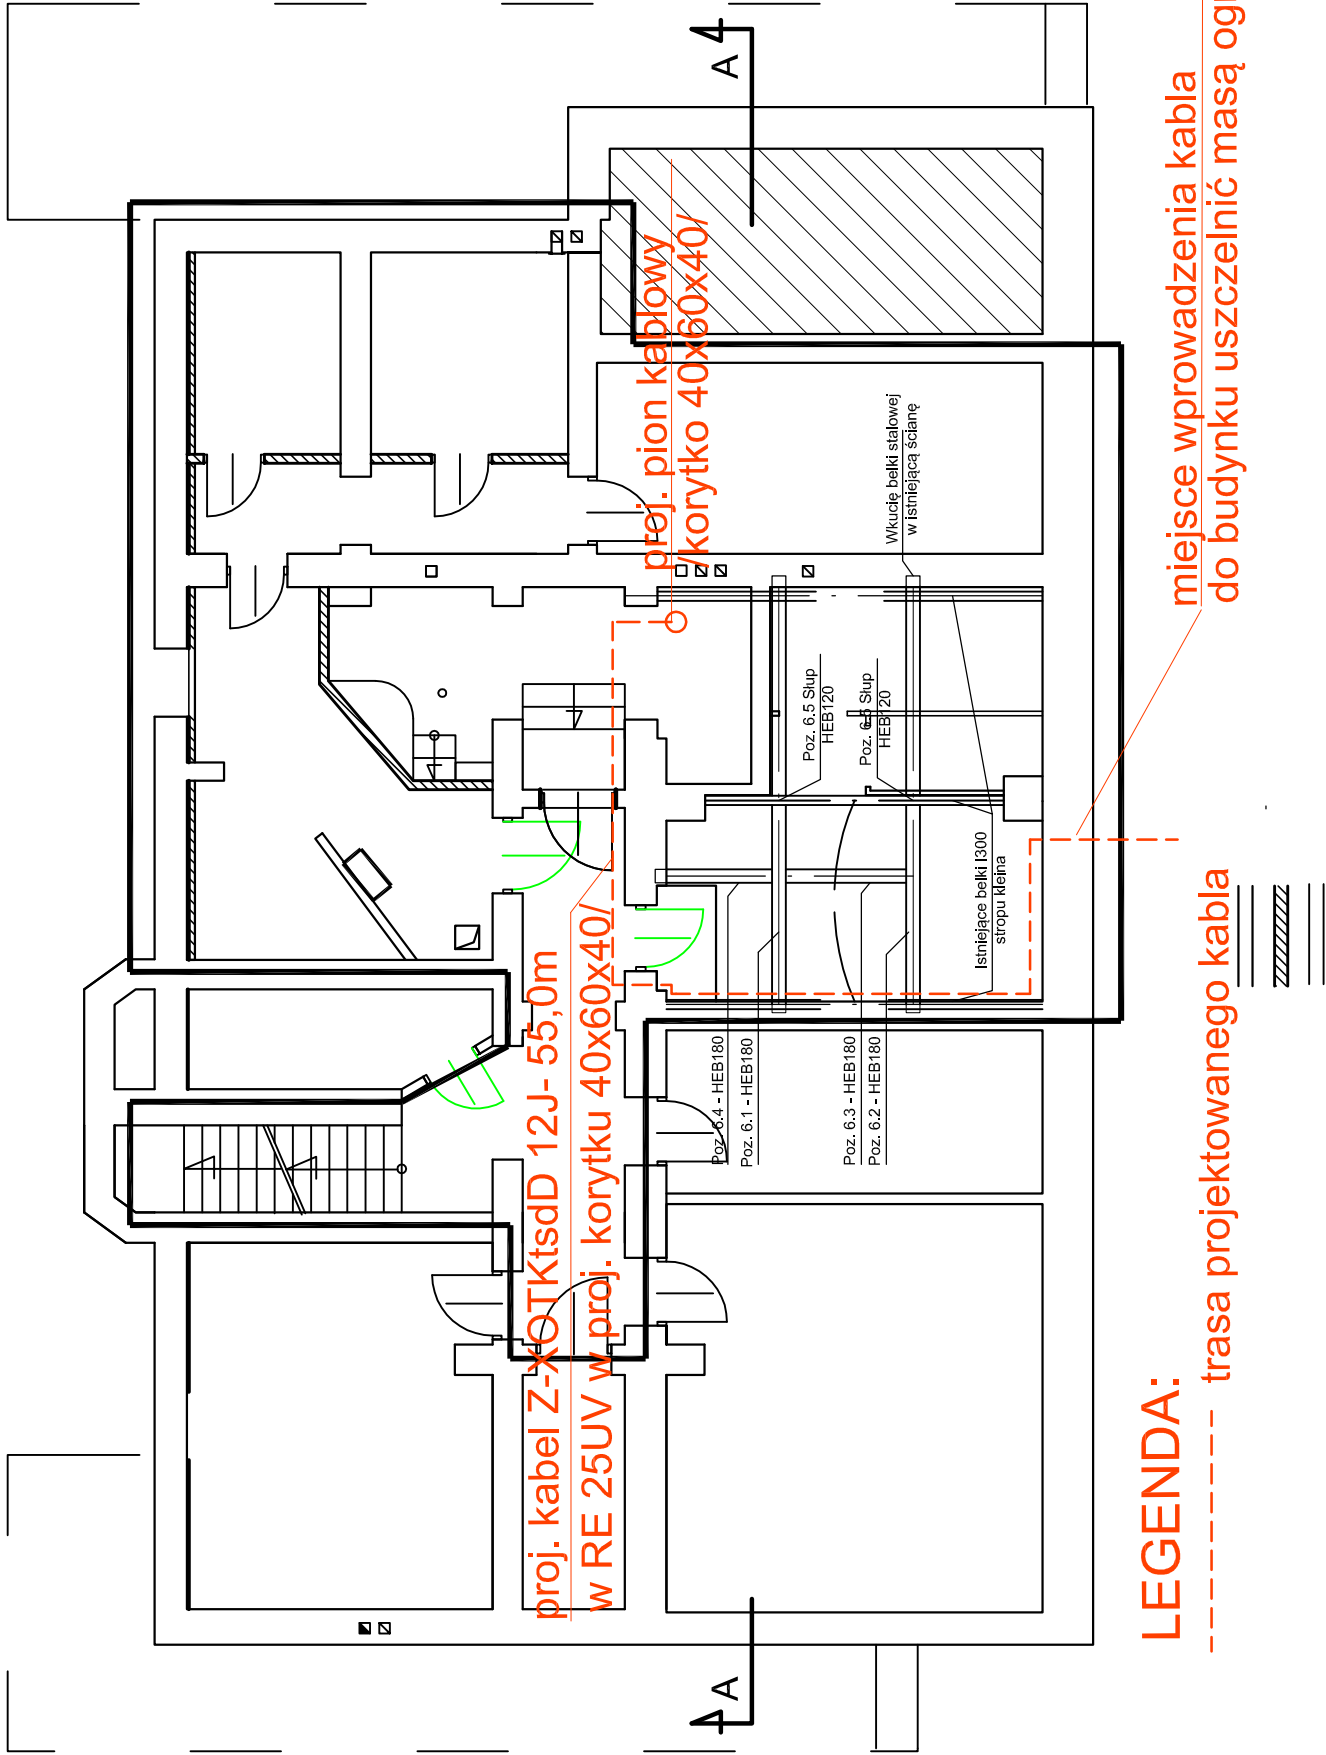 A
A
proj. pion kablowy
/korytko 40x60x40/
proj. kabel Z-XOTKtsdD 12J- 55,0m
w RE 25UV w proj. korytku 40x60x40/
Wkucię belki stalowej
w istniejącą ścianę
Poz. 6.5 Słup
HEB120
Poz. 6.5 Słup
HEB120
Istniejące belki I300
stropu kleina
Poz. 6.4 - HEB180
Poz. 6.1 - HEB180
Poz. 6.3 - HEB180
Poz. 6.2 - HEB180
miejsce wprowadzenia kabla
do budynku uszczelnić masą
LEGENDA:
trasa projektowanego kabla